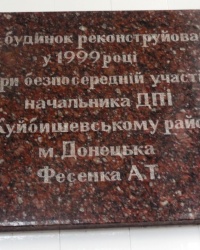 будинок реконструйова
у 1999 році
при безпосередній участі
начальника ДПІ
Куйбишевському райо
м. Донецька
Фесенка А.Т.